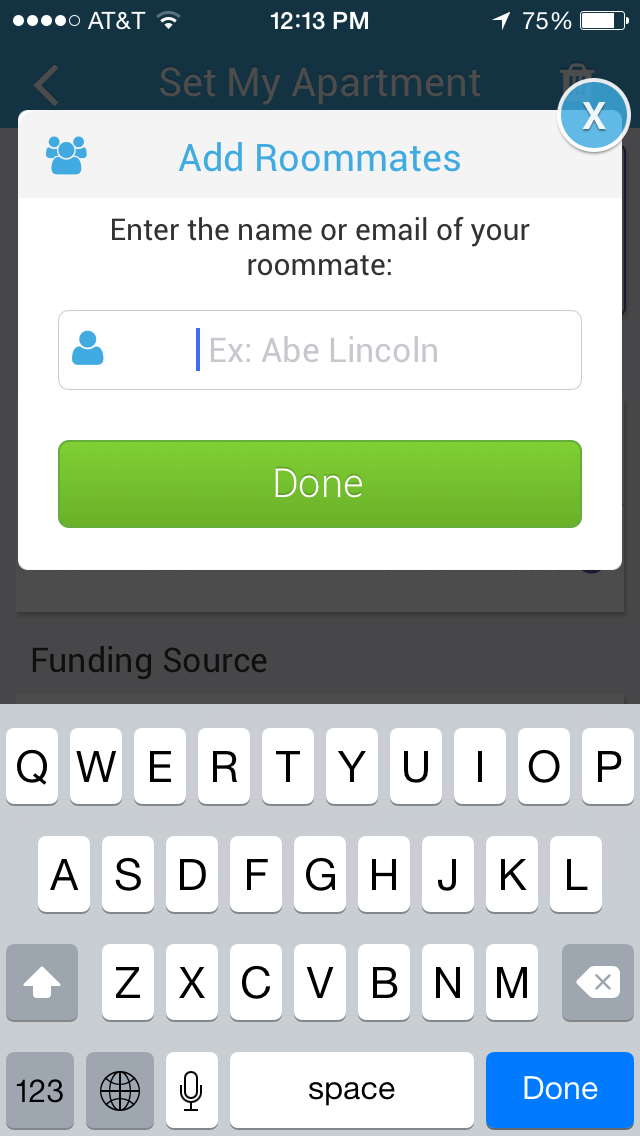 AT&T 12:13 PM 75%
Set My Apartment
X
Add Roommates
Enter the name or email of your
roommate:
Ex: Abe Lincoln
Done
Funding Source
Q W E R T Y U I O P
A S D F G H J K L
Z X C V B N M
123 space Done